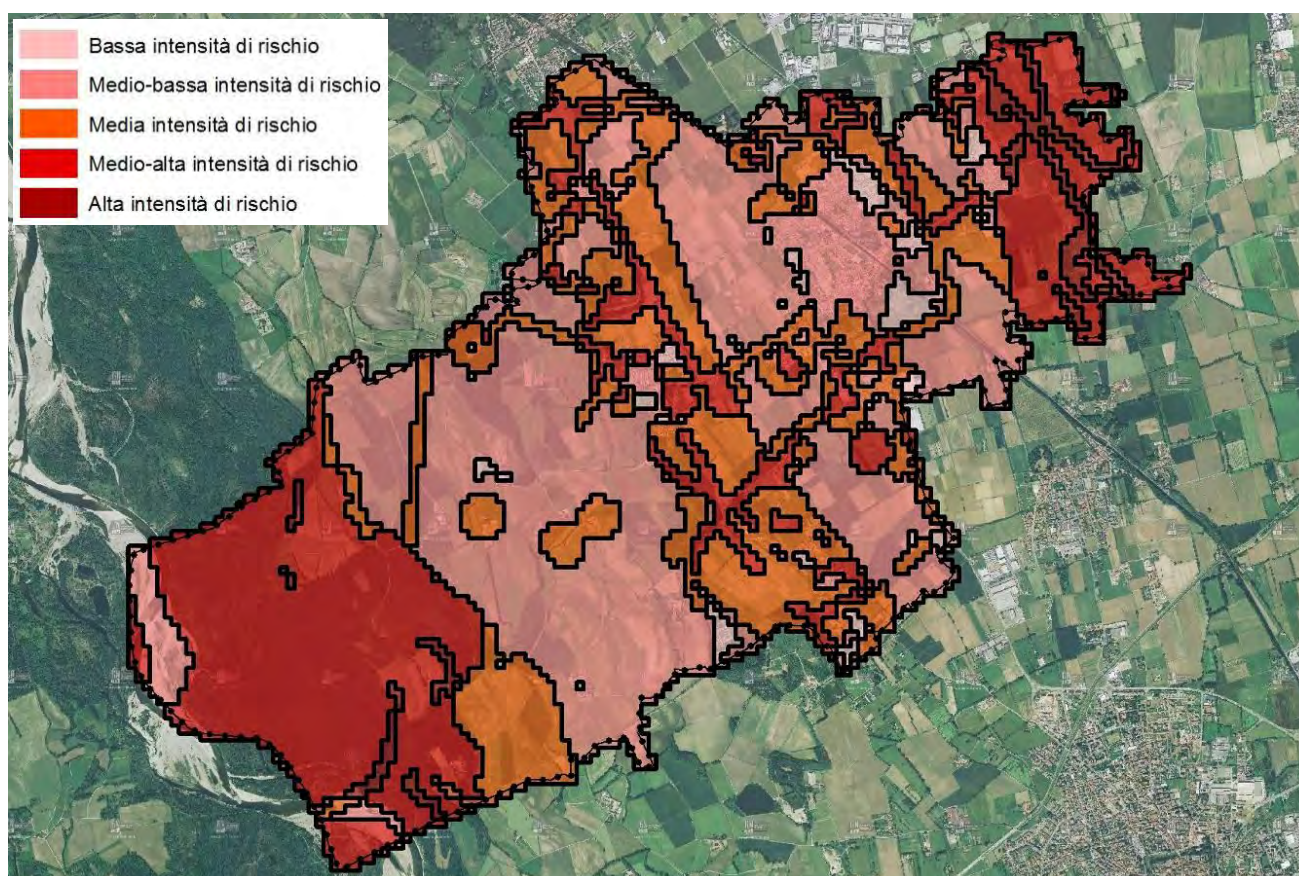 Bassa intensità di rischio
Medio-bassa intensità di rischio
Media intensità di rischio
Medio-alta intensità di rischio
Alta intensità di rischio